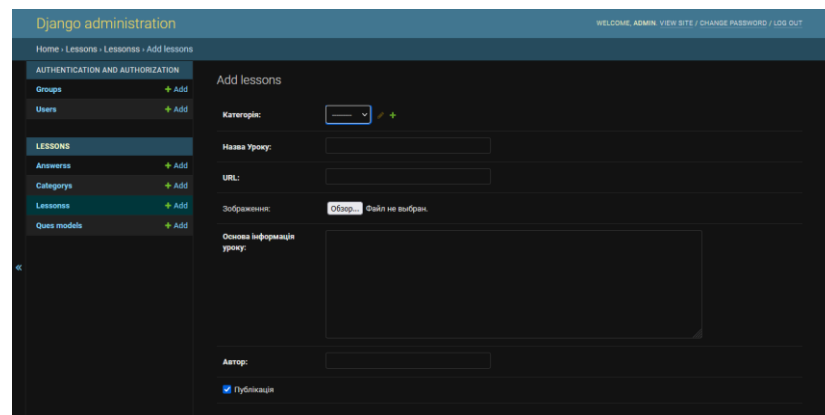 Django administration
WELCOME, ADMIN. VIEW SITE / CHANGE PASSWORD / LOG OUT
Home › Lessons › Lessonss › Add lessons
AUTHENTICATION AND AUTHORIZATION
Groups + Add
Users + Add
LESSONS
Answerss + Add
Categorys + Add
Lessonss + Add
Ques models + Add
«
Add lessons
Категорія: --------- +
Назва Уроку:
URL:
Зображення: Обзор... Файл не выбран.
Основа інформація
уроку:
Автор:
Публікація